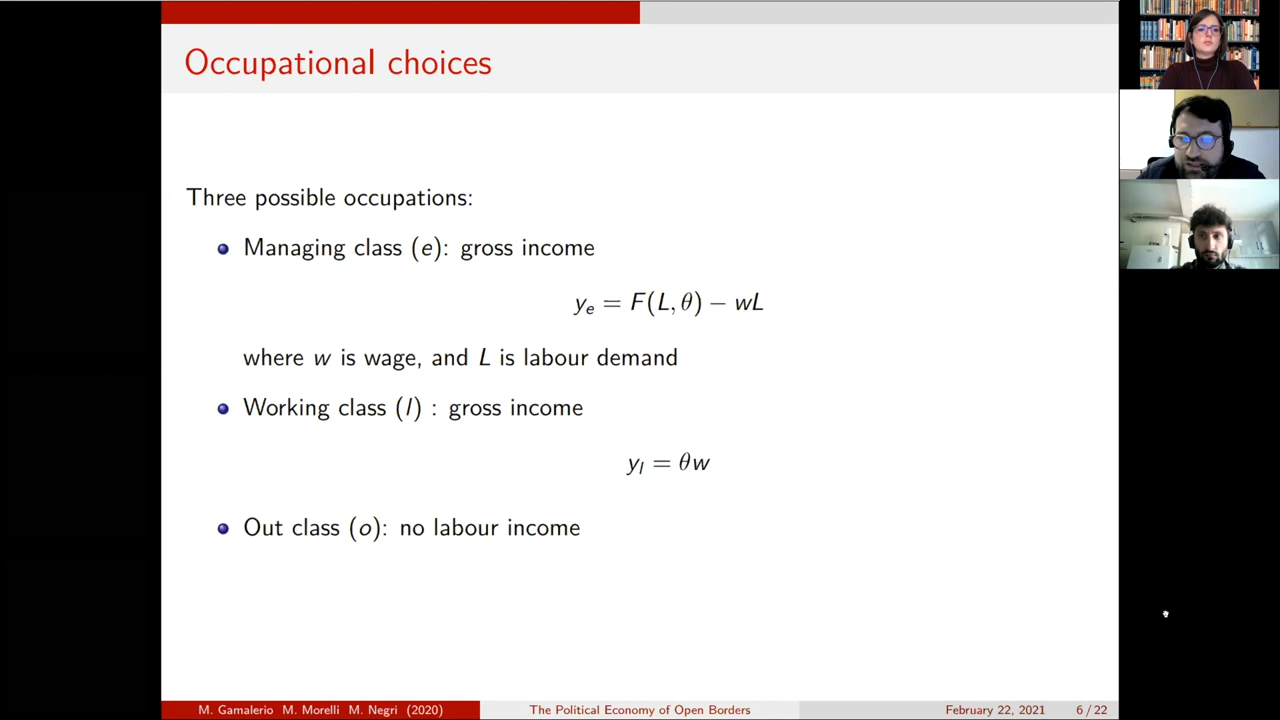 Occupational choices
Three possible occupations:
Managing class (e): gross income
yₑ = F(L, θ) − wL
where w is wage, and L is labour demand
Working class (l) : gross income
yₗ = θw
Out class (o): no labour income
M. Gamalerio M. Morelli M. Negri (2020) The Political Economy of Open Borders February 22, 2021 6 / 22